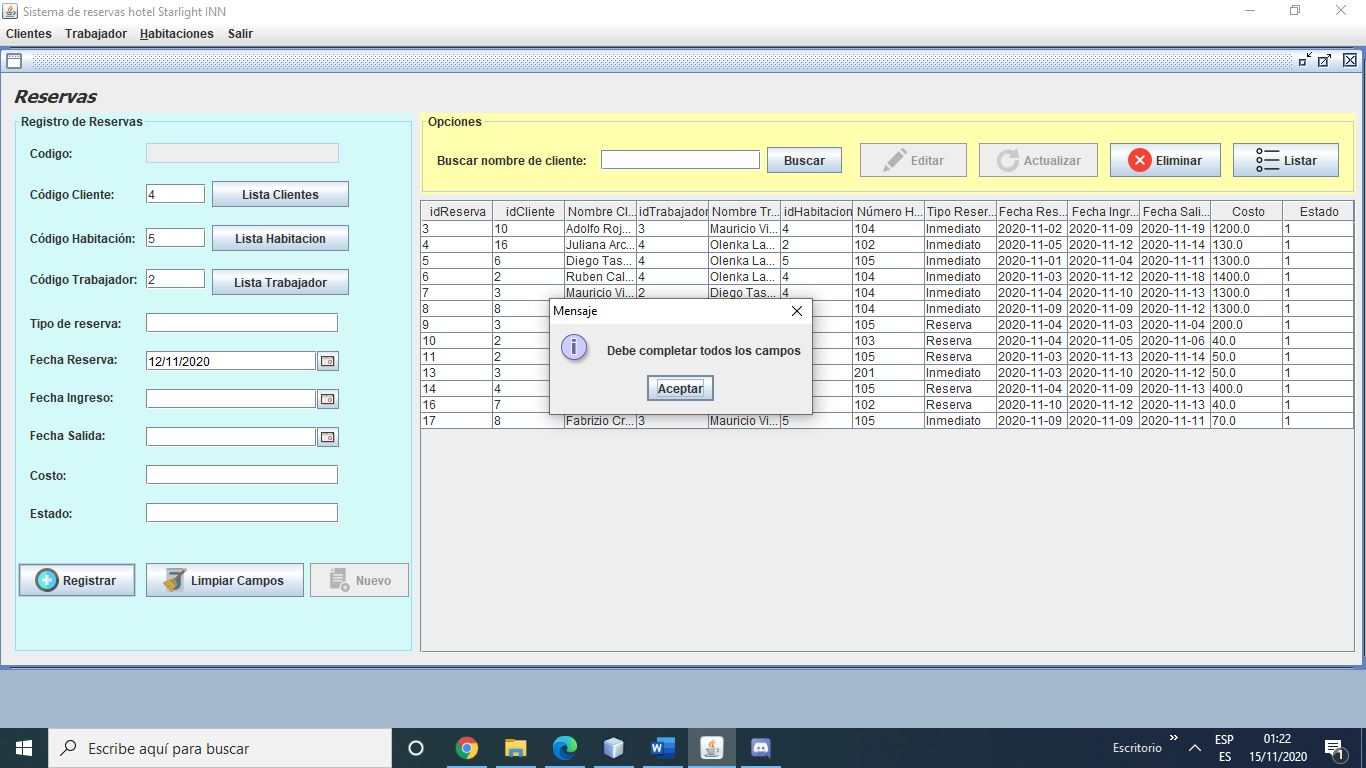 Sistema de reservas hotel Starlight INN
Clientes Trabajador Habitaciones Salir
Reservas
Registro de Reservas
Codigo:
Código Cliente: 4 Lista Clientes
Código Habitación: 5 Lista Habitacion
Código Trabajador: 2 Lista Trabajador
Tipo de reserva:
Fecha Reserva: 12/11/2020
Fecha Ingreso:
Fecha Salida:
Costo:
Estado:
Registrar Limpiar Campos Nuevo
Opciones
Buscar nombre de cliente: Buscar Editar Actualizar Eliminar Listar
idReserva idCliente Nombre Cl... idTrabajador Nombre Tr... idHabitacion Número H... Tipo Reser... Fecha Res... Fecha Ingr... Fecha Sali... Costo Estado
3 10 Adolfo Roj... 3 Mauricio Vi... 4 104 Inmediato 2020-11-02 2020-11-09 2020-11-19 1200.0 1
4 16 Juliana Arc... 4 Olenka La... 2 102 Inmediato 2020-11-05 2020-11-12 2020-11-14 130.0 1
5 6 Diego Tas... 4 Olenka La... 5 105 Inmediato 2020-11-01 2020-11-04 2020-11-11 1300.0 1
6 2 Ruben Cal... 4 Olenka La... 4 104 Inmediato 2020-11-03 2020-11-12 2020-11-18 1400.0 1
7 3 Mauricio Vi... 2 Diego Tas... 4 104 Inmediato 2020-11-04 2020-11-10 2020-11-13 1300.0 1
8 8 104 Inmediato 2020-11-09 2020-11-09 2020-11-12 1300.0 1
9 3 105 Reserva 2020-11-04 2020-11-03 2020-11-04 200.0 1
10 2 103 Reserva 2020-11-04 2020-11-05 2020-11-06 40.0 1
11 2 105 Reserva 2020-11-03 2020-11-13 2020-11-14 50.0 1
13 3 201 Inmediato 2020-11-03 2020-11-10 2020-11-12 50.0 1
14 4 105 Reserva 2020-11-04 2020-11-09 2020-11-13 400.0 1
16 7 102 Reserva 2020-11-10 2020-11-12 2020-11-13 40.0 1
17 8 Fabrizio Cr... 3 Mauricio Vi... 5 105 Inmediato 2020-11-09 2020-11-09 2020-11-11 70.0 1
Mensaje
Debe completar todos los campos
Aceptar
Escribe aquí para buscar
Escritorio
ESP
ES
01:22
15/11/2020
1